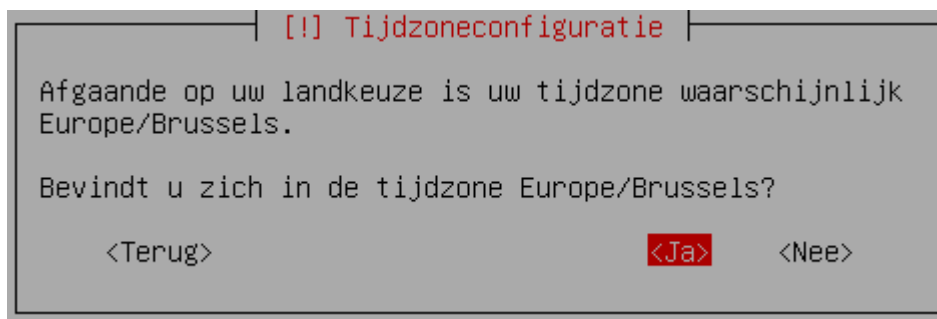 [!] Tijdzoneconfiguratie
Afgaande op uw landkeuze is uw tijdzone waarschijnlijk
Europe/Brussels.
Bevindt u zich in de tijdzone Europe/Brussels?
<Terug> <Ja> <Nee>